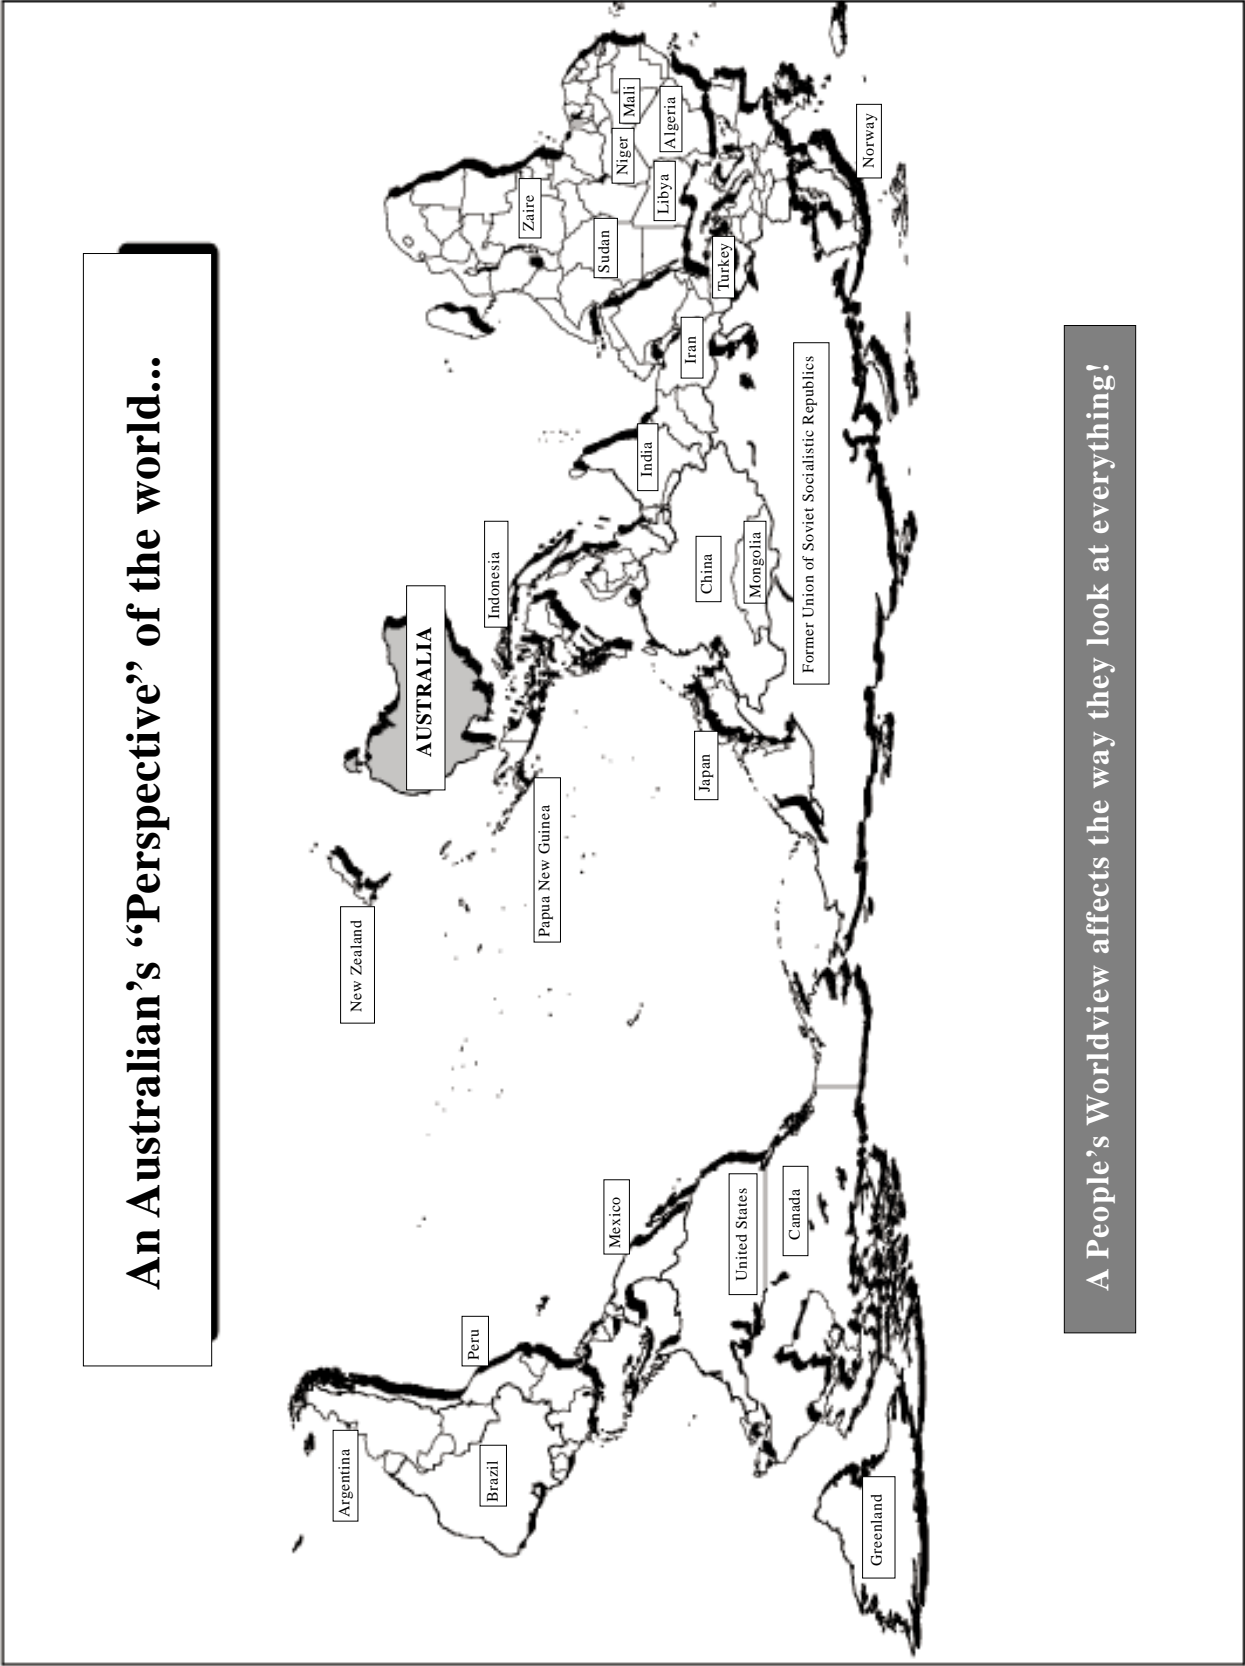 An Australian’s “Perspective” of the world...
Argentina
New Zealand
AUSTRALIA
Peru
Brazil
Indonesia
Zaire
Papua New Guinea
Mexico
Sudan
Niger
Mali
India
Libya
Algeria
Iran
Japan
China
Turkey
United States
Mongolia
Canada
Former Union of Soviet Socialistic Republics
Greenland
Norway
A People’s Worldview affects the way they look at everything!